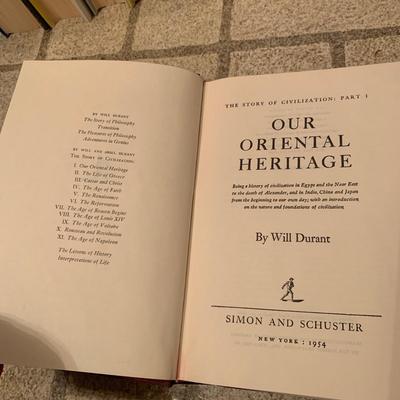 BY WILL DURANT
The Story of Philosophy
Transition
The Pleasures of Philosophy
Adventures in Genius
BY WILL AND ARIEL DURANT
THE STORY OF CIVILIZATION:
I. Our Oriental Heritage
II. The Life of Greece
III. Caesar and Christ
IV. The Age of Faith
V. The Renaissance
VI. The Reformation
VII. The Age of Reason Begins
VIII. The Age of Louis XIV
IX. The Age of Voltaire
X. Rousseau and Revolution
XI. The Age of Napoleon
The Lessons of History
Interpretations of Life
THE STORY OF CIVILIZATION: PART I
OUR
ORIENTAL
HERITAGE
Being a history of civilization in Egypt and the Near East
to the death of Alexander, and in India, China and Japan
from the beginning to our own day; with an introduction
on the nature and foundations of civilization.
By Will Durant
SIMON AND SCHUSTER
NEW YORK : 1954